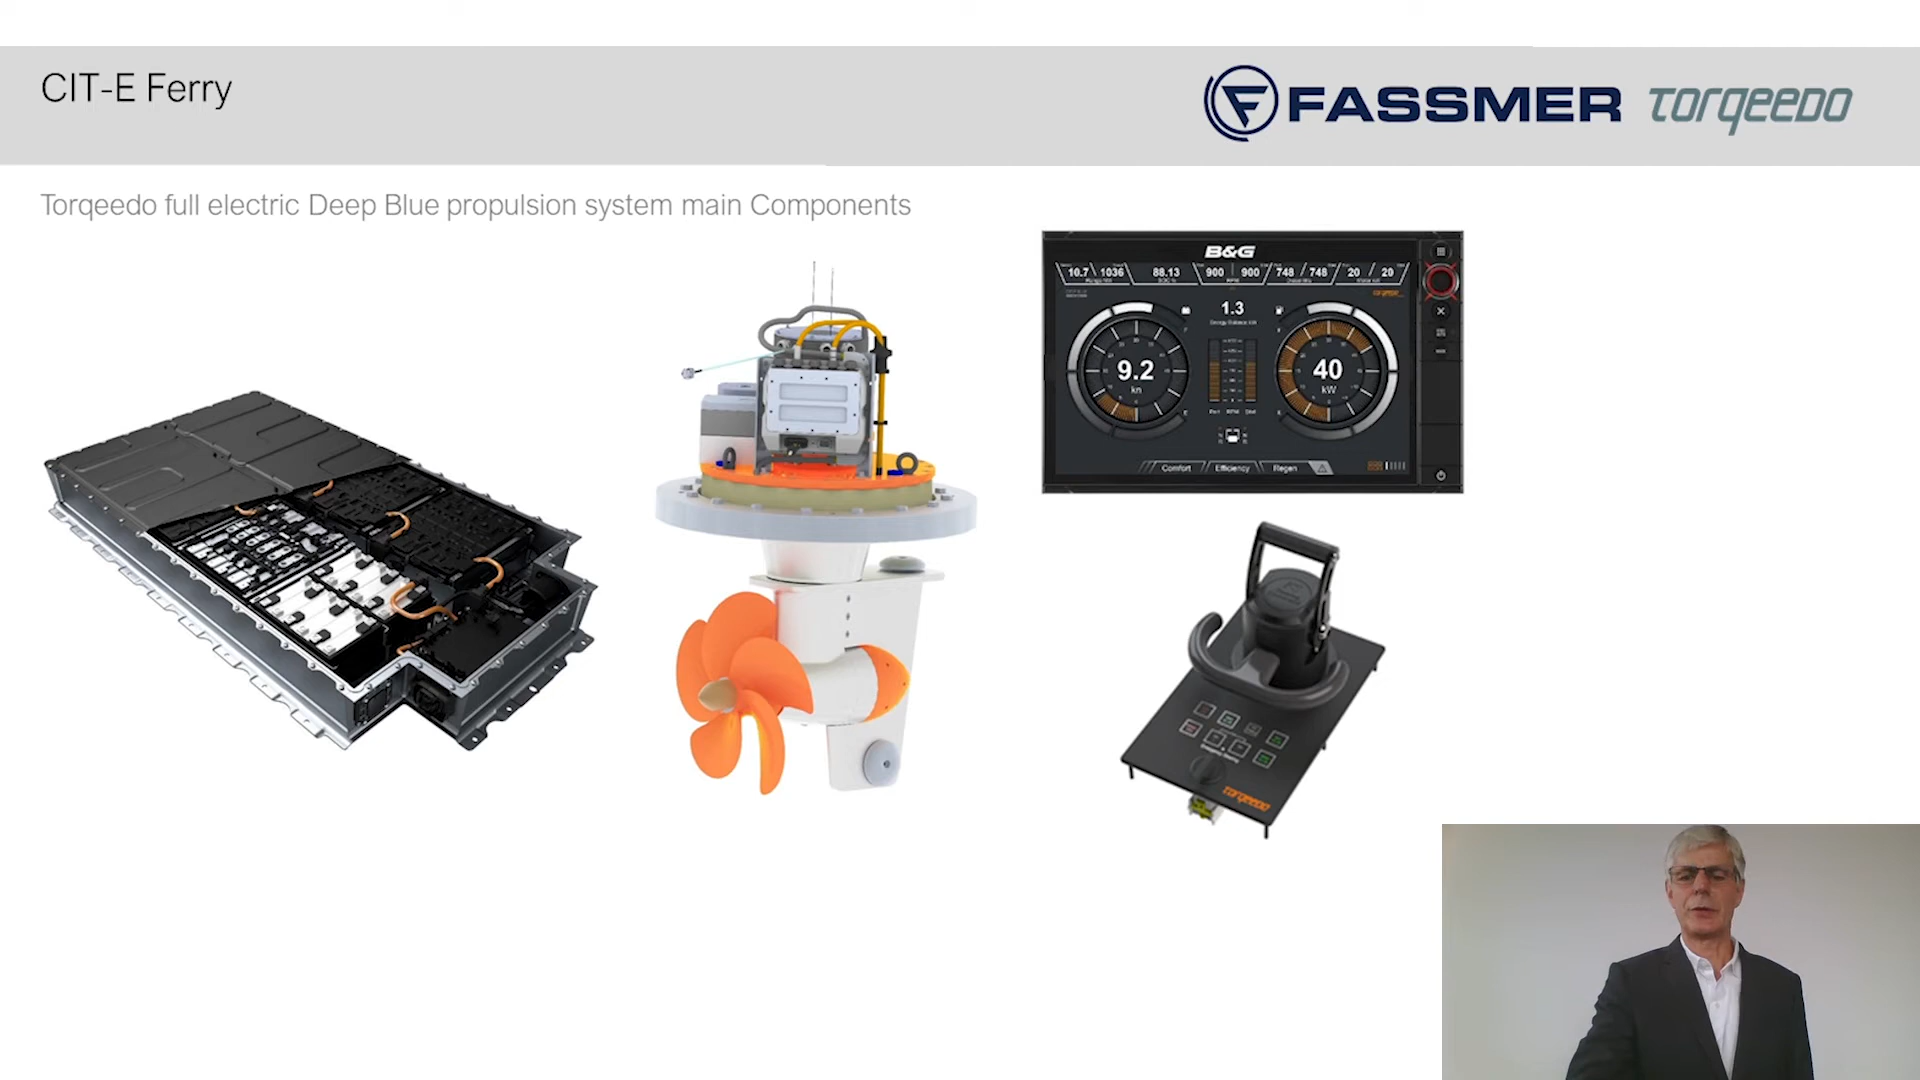 CIT-E Ferry
FASSMER torqeedo
Torqeedo full electric Deep Blue propulsion system main Components
B&G
10.7 1036 88.13 900 900 748 748 20 20
1.3
9.2
kn
40
kW
Comfort Efficiency Regen
torqeedo